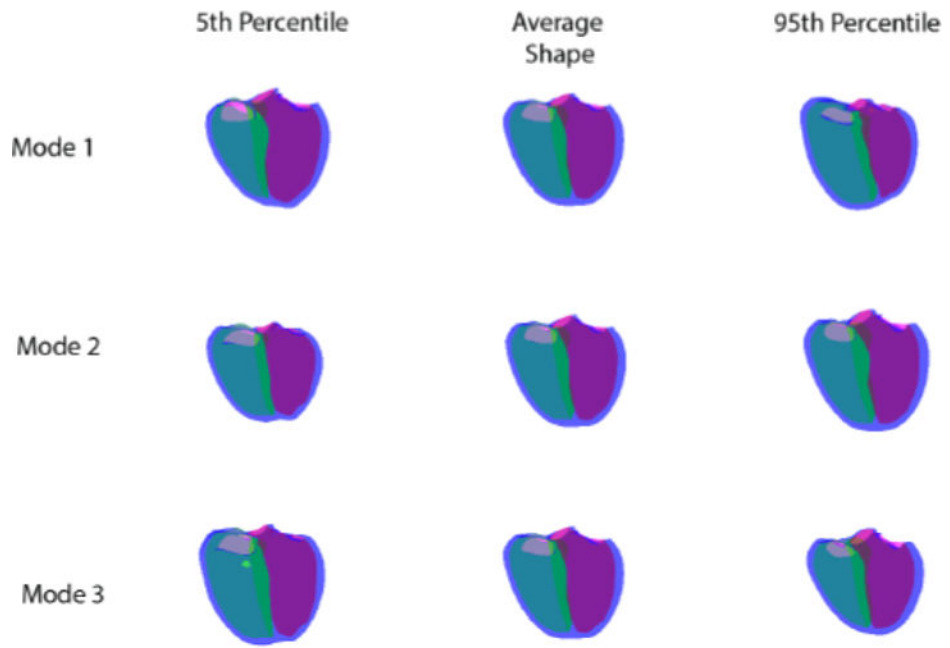 5th Percentile
Average
Shape
95th Percentile
Mode 1
Mode 2
Mode 3